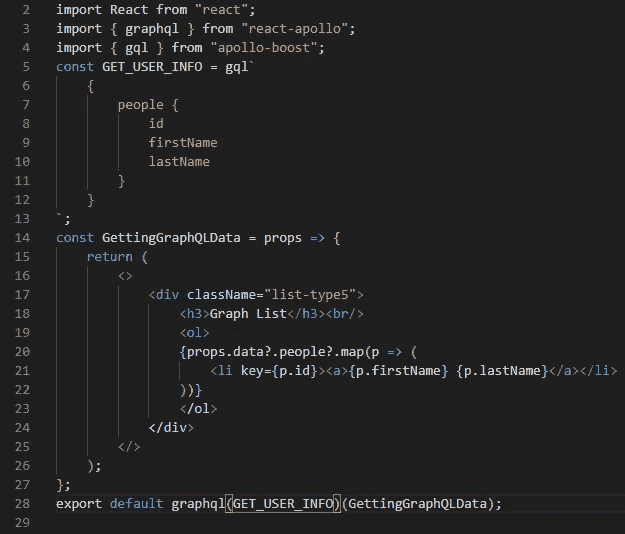 2 import React from "react";
3 import { graphql } from "react-apollo";
4 import { gql } from "apollo-boost";
5 const GET_USER_INFO = gql`
6     {
7         people {
8             id
9             firstName
10             lastName
11         }
12     }
13 `;
14 const GettingGraphQLData = props => {
15     return (
16         <>
17             <div className="list-type5">
18                 <h3>Graph List</h3><br/>
19                 <ol>
20                 {props.data?.people?.map(p => (
21                     <li key={p.id}><a>{p.firstName} {p.lastName}</a></li>
22                 ))}
23                 </ol>
24             </div>
25         </>
26     );
27 };
28 export default graphql(GET_USER_INFO)(GettingGraphQLData);
29